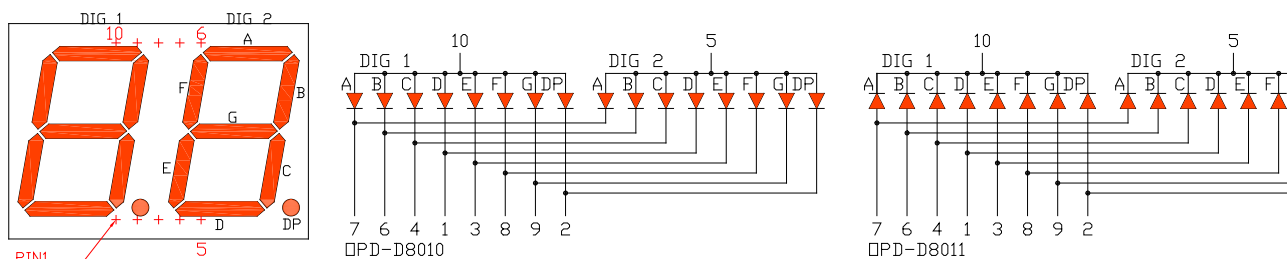 DIG 1 DIG 2
10 6
A
F
B
G
E
C
D
DP
PIN1
5
10 5
DIG 1 DIG 2
A B C D E F G DP A B C D E F G DP
7 6 4 1 3 8 9 2
OPD-D8010
10 5
DIG 1 DIG 2
A B C D E F G DP A B C D E F
7 6 4 1 3 8 9 2
OPD-D8011